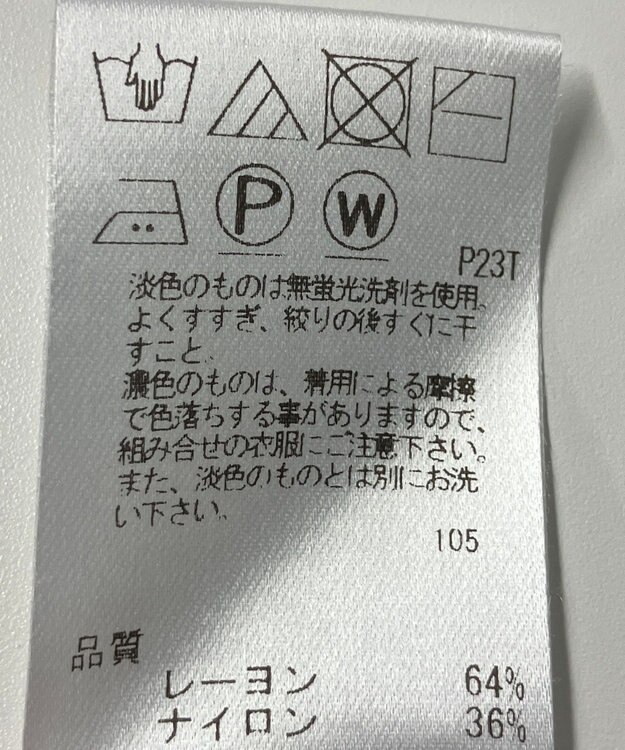 P W
P23T
淡色のものは無蛍光洗剤を使用。
よくすすぎ、絞りの後すぐに干
すこと。
濃色のものは、着用による摩擦
で色落ちする事がありますので、
組み合せの衣服にご注意下さい。
また、淡色のものとは別にお洗
い下さい。
105
品質
レーヨン 64%
ナイロン 36%